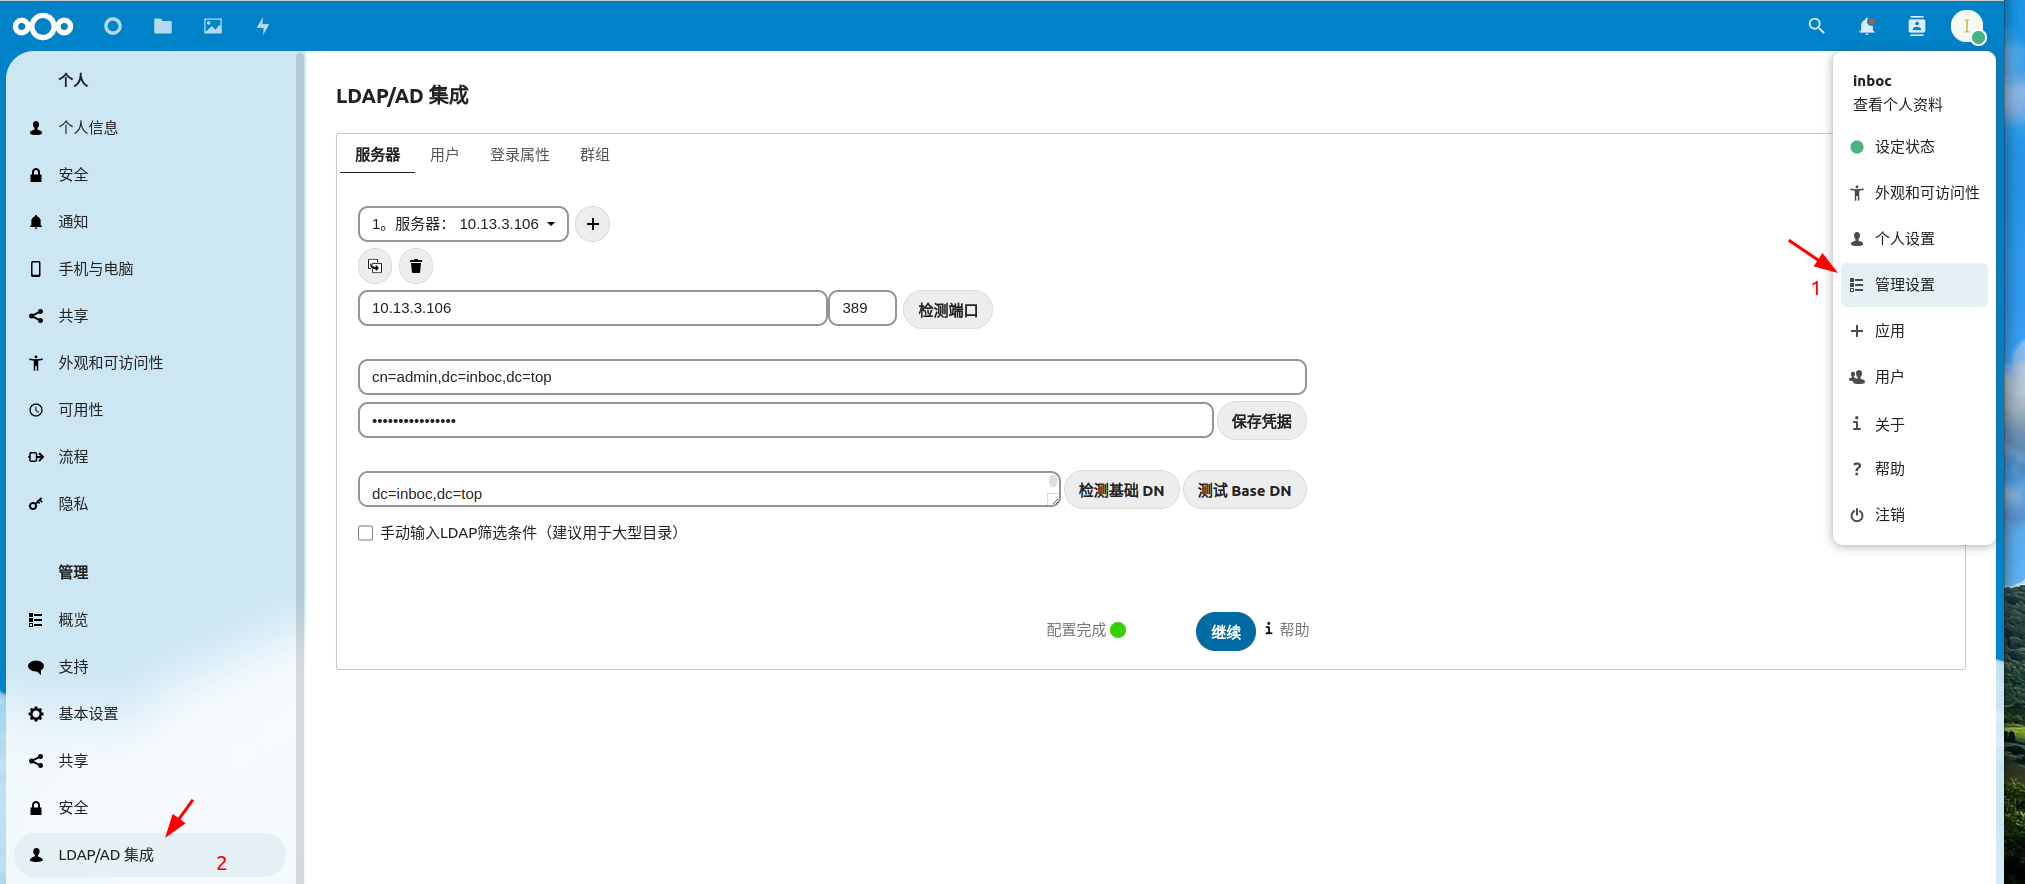 个人
个人信息
安全
通知
手机与电脑
共享
外观和可访问性
可用性
流程
隐私
管理
概览
支持
基本设置
共享
安全
LDAP/AD 集成
2
LDAP/AD 集成
服务器 用户 登录属性 群组
1。服务器： 10.13.3.106
10.13.3.106 389 检测端口
cn=admin,dc=inboc,dc=top
•••••••••••••••• 保存凭据
dc=inboc,dc=top 检测基础 DN 测试 Base DN
手动输入LDAP筛选条件（建议用于大型目录）
配置完成 继续 i 帮助
I
inboc
查看个人资料
设定状态
外观和可访问性
个人设置
管理设置
1
应用
用户
关于
帮助
注销